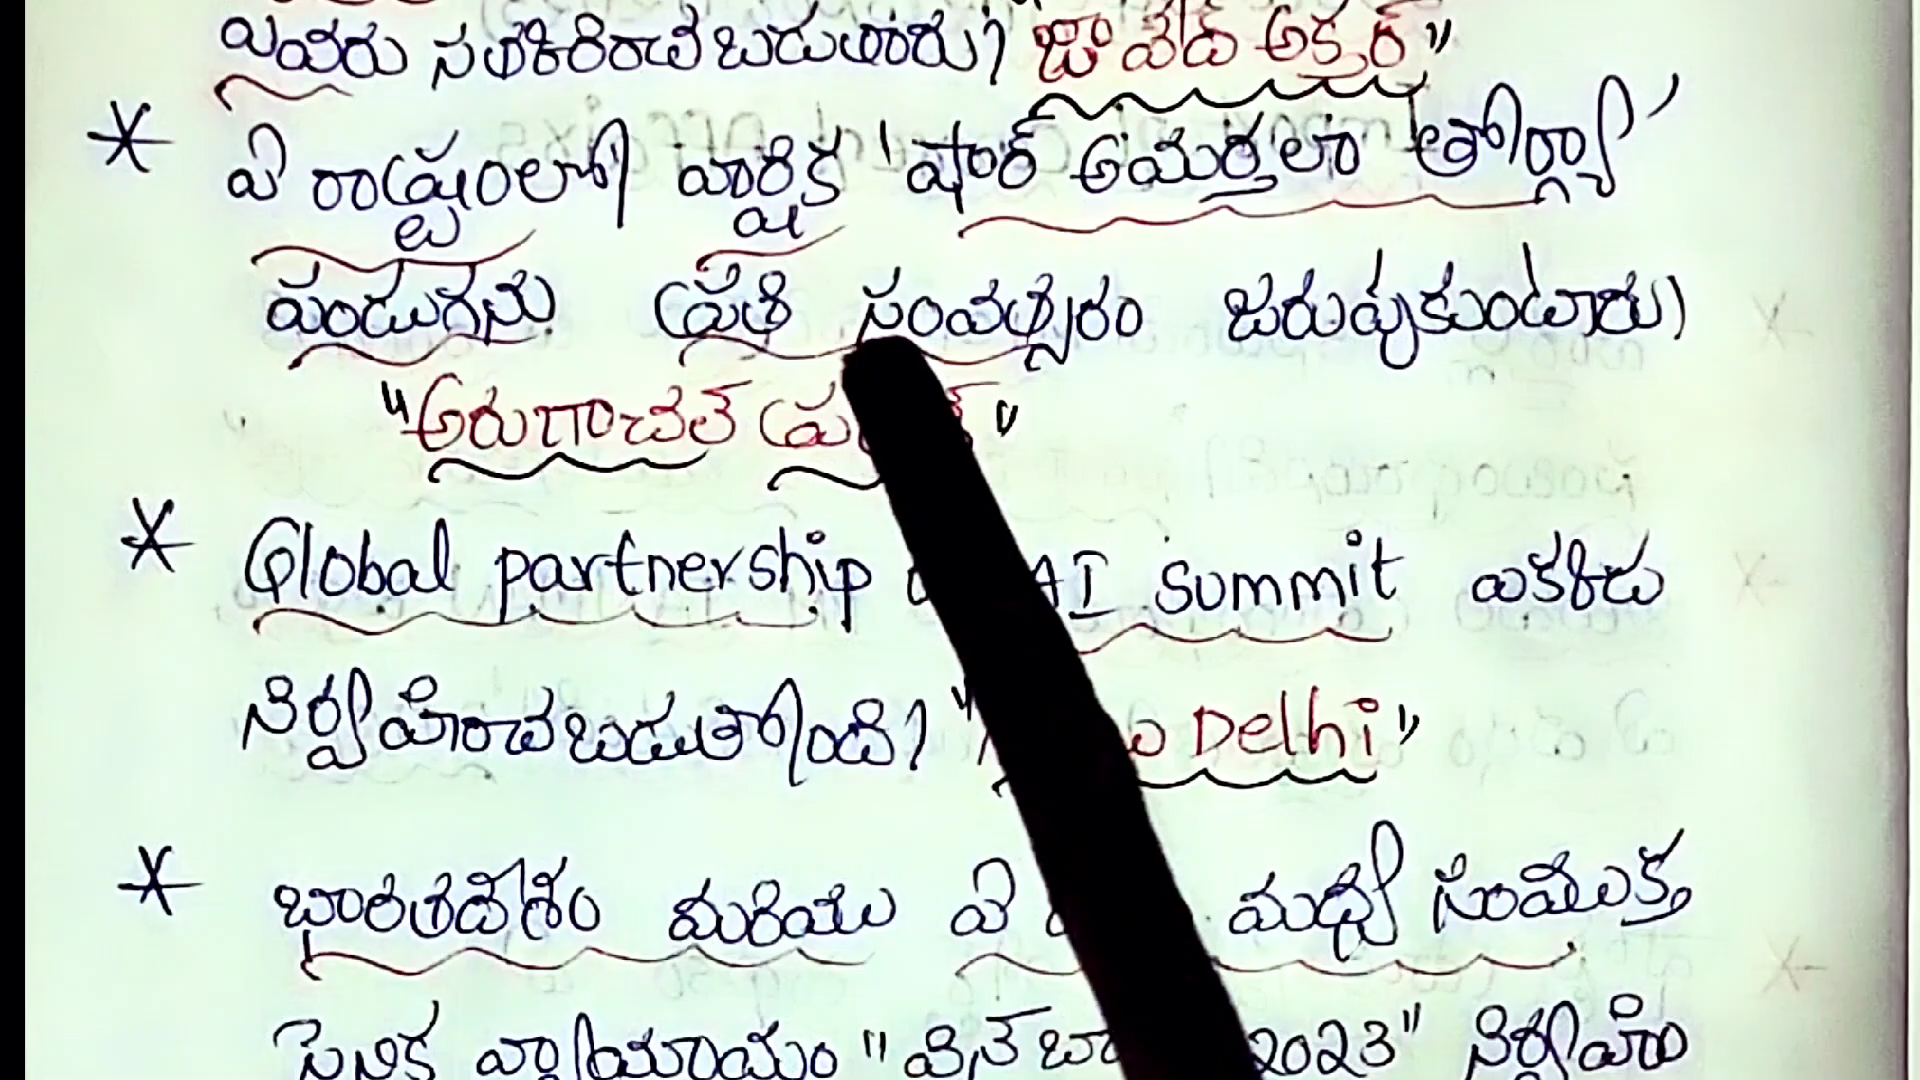 ఎవరు సత్కరించబడుతారు? జావేద్ అక్తర్"
* ఏ రాష్ట్రంలో వార్షిక 'షార్ అమర్తలా తోర్గ్యా'
పండుగను ప్రతి సంవత్సరం జరుపుకుంటారు?
"అరుణాచల్
* Global partnership AI summit ఎక్కడ
నిర్వహించబడుతోంది? " Delhi"
* భారతదేశం మరియు ఏ మధ్య సంయుక్త
సైనిక వ్యాయామం " 2023" నిర్వహిం